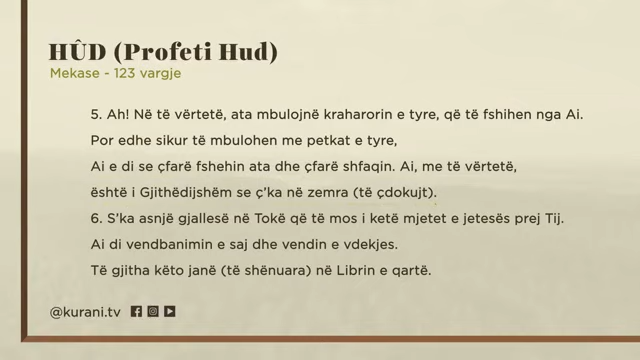 HÛD (Profeti Hud)
Mekase - 123 vargje
5. Ah! Në të vërtetë, ata mbulojnë kraharorin e tyre, që të fshihen nga Ai.
Por edhe sikur të mbulohen me petkat e tyre,
Ai e di se çfarë fshehin ata dhe çfarë shfaqin. Ai, me të vërtetë,
është i Gjithëdijshëm se ç'ka në zemra (të çdokujt).
6. S'ka asnjë gjallesë në Tokë që të mos i ketë mjetet e jetesës prej Tij.
Ai di vendbanimin e saj dhe vendin e vdekjes.
Të gjitha këto janë (të shënuara) në Librin e qartë.
@kurani.tv